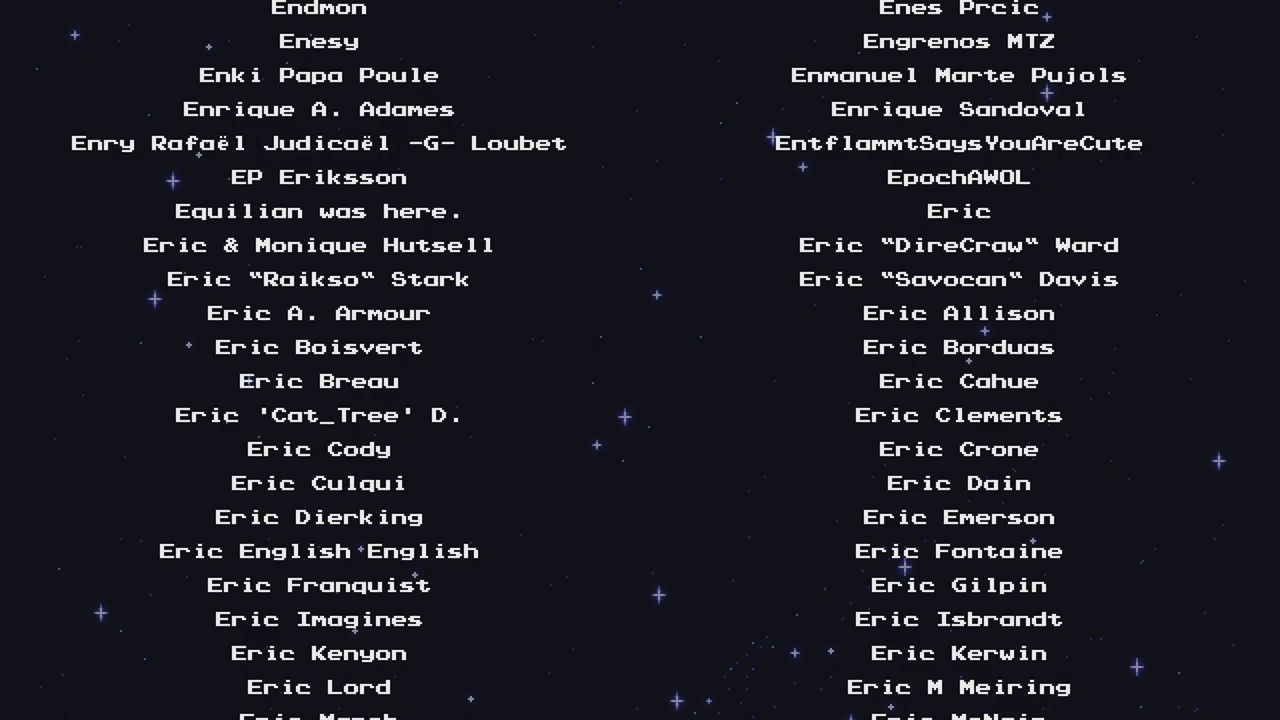 Endmon
Enes Prcic
Enesy
Engrenos MTZ
Enki Papa Poule
Enmanuel Marte Pujols
Enrique A. Adames
Enrique Sandoval
Enry Rafaël Judicaël -G- Loubet
EntflammtSaysYouAreCute
EP Eriksson
EpochAWOL
Equilian was here.
Eric
Eric & Monique Hutsell
Eric "DireCraw" Ward
Eric "Raikso" Stark
Eric "Savocan" Davis
Eric A. Armour
Eric Allison
Eric Boisvert
Eric Borduas
Eric Breau
Eric Cahue
Eric 'Cat_Tree' D.
Eric Clements
Eric Cody
Eric Crone
Eric Culqui
Eric Dain
Eric Dierking
Eric Emerson
Eric English English
Eric Fontaine
Eric Franquist
Eric Gilpin
Eric Imagines
Eric Isbrandt
Eric Kenyon
Eric Kerwin
Eric Lord
Eric M Meiring
Eric
Eric McNair